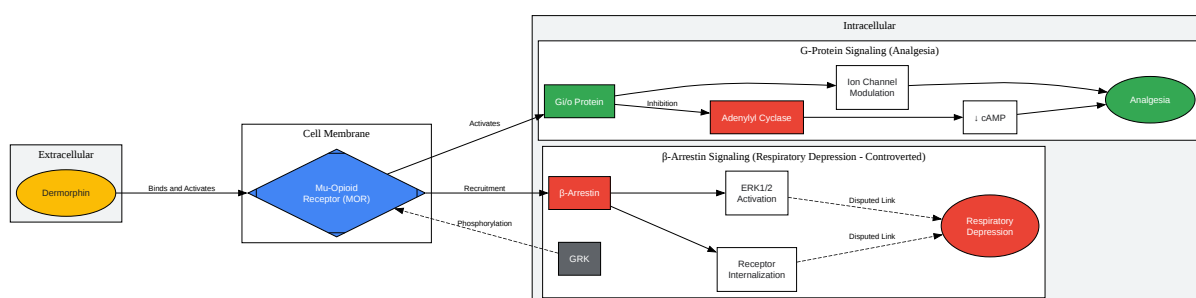 Intracellular
G-Protein Signaling (Analgesia)
Ion Channel
Modulation
Gi/o Protein
Inhibition
Adenylyl Cyclase
↓ cAMP
Analgesia
Activates
Cell Membrane
Extracellular
Dermorphin
Binds and Activates
Mu-Opioid
Receptor (MOR)
Recruitment
Phosphorylation
β-Arrestin Signaling (Respiratory Depression - Controverted)
β-Arrestin
ERK1/2
Activation
Disputed Link
Respiratory
Depression
Disputed Link
GRK
Receptor
Internalization